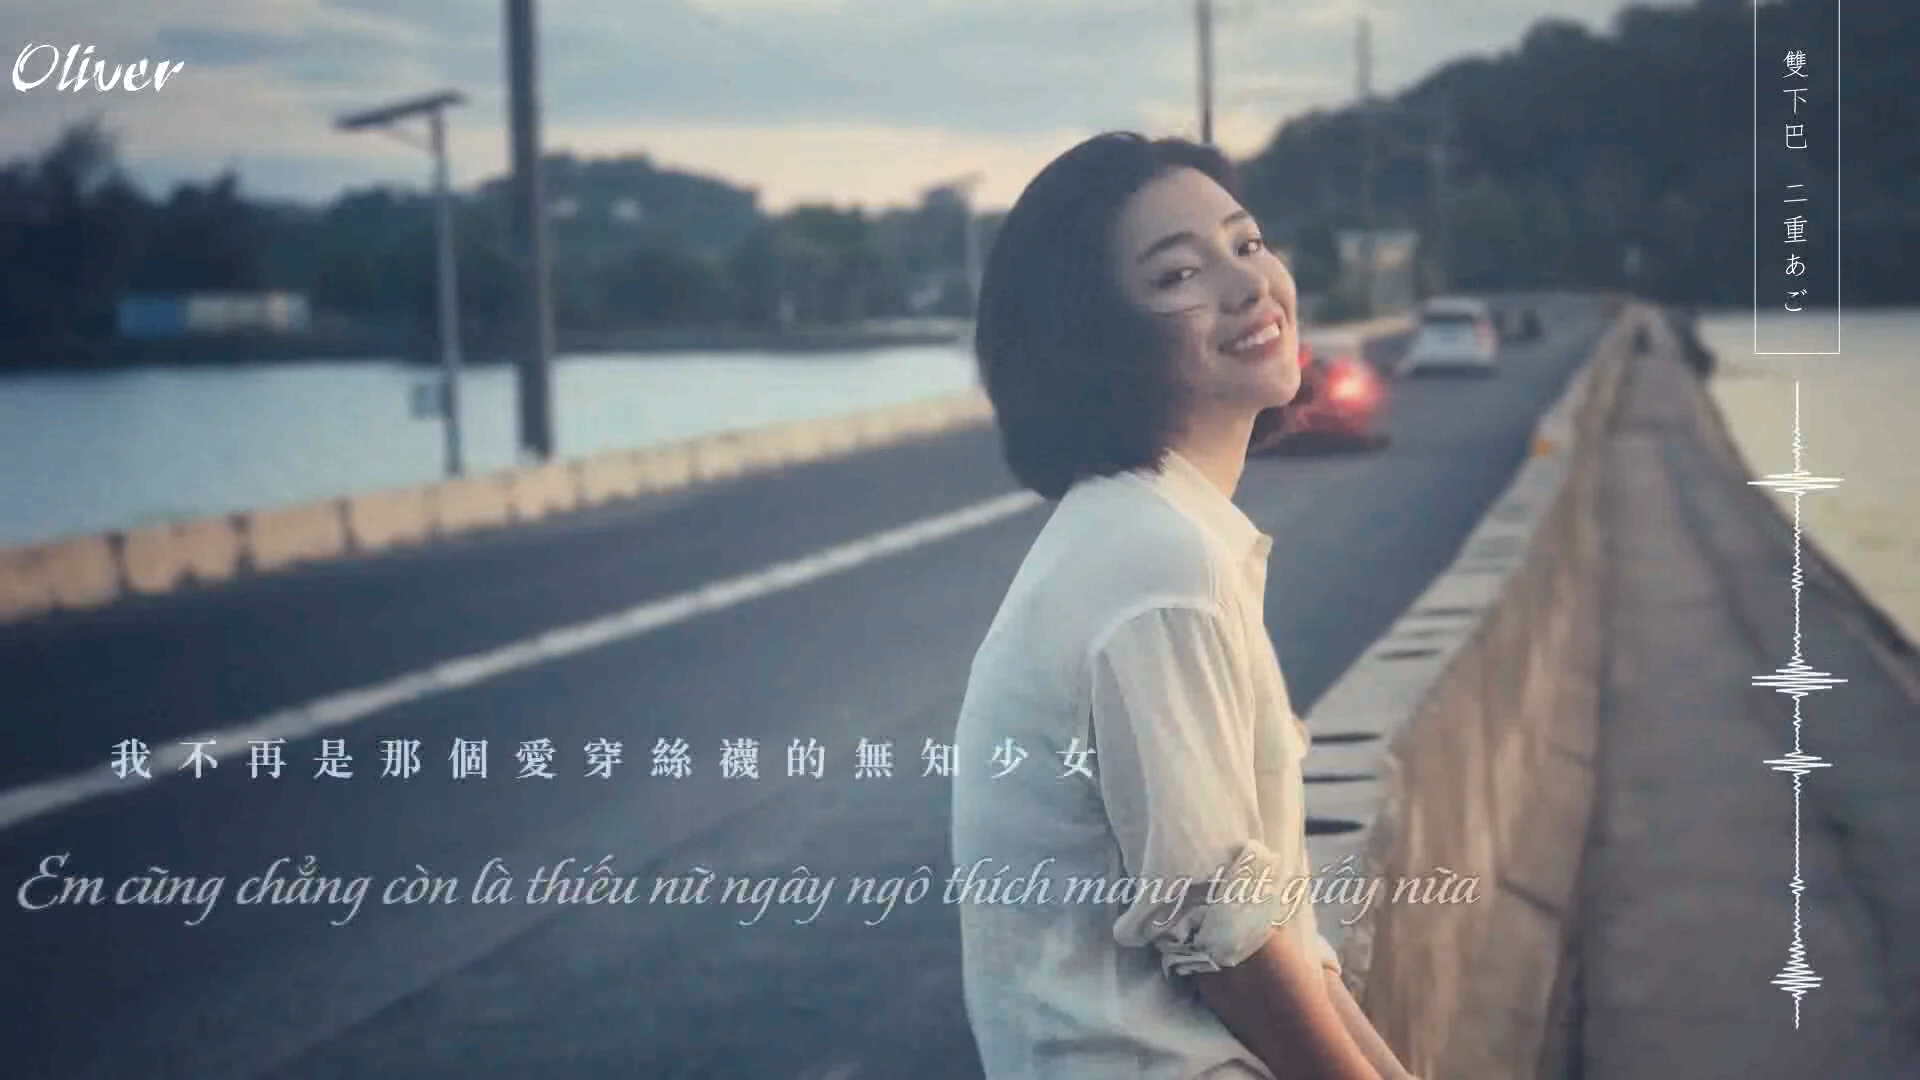 Oliver
雙下巴 二重あご
我不再是那個愛穿絲襪的無知少女
Em cũng chẳng còn là thiếu nữ ngây ngô thích mang tất giấy nữa